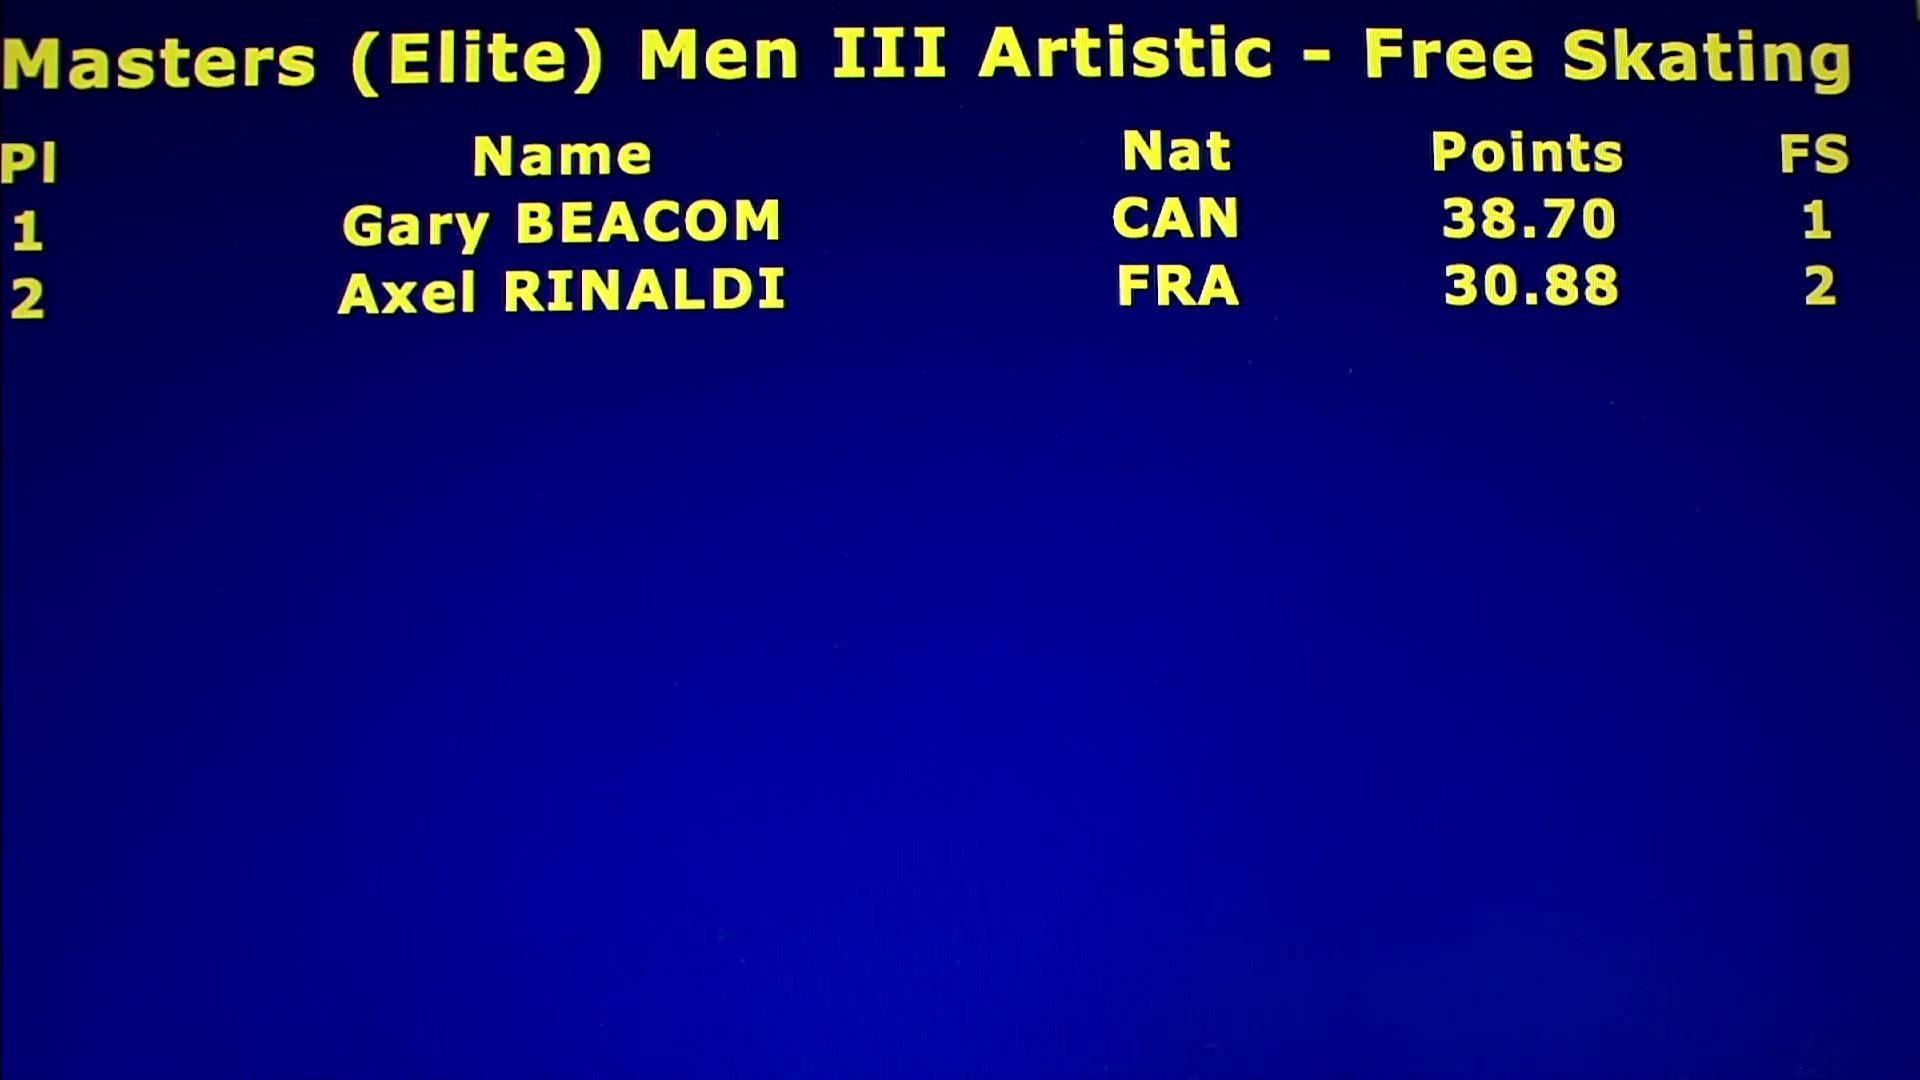 Masters (Elite) Men III Artistic - Free Skating
Pl Name Nat Points FS
1 Gary BEACOM CAN 38.70 1
2 Axel RINALDI FRA 30.88 2